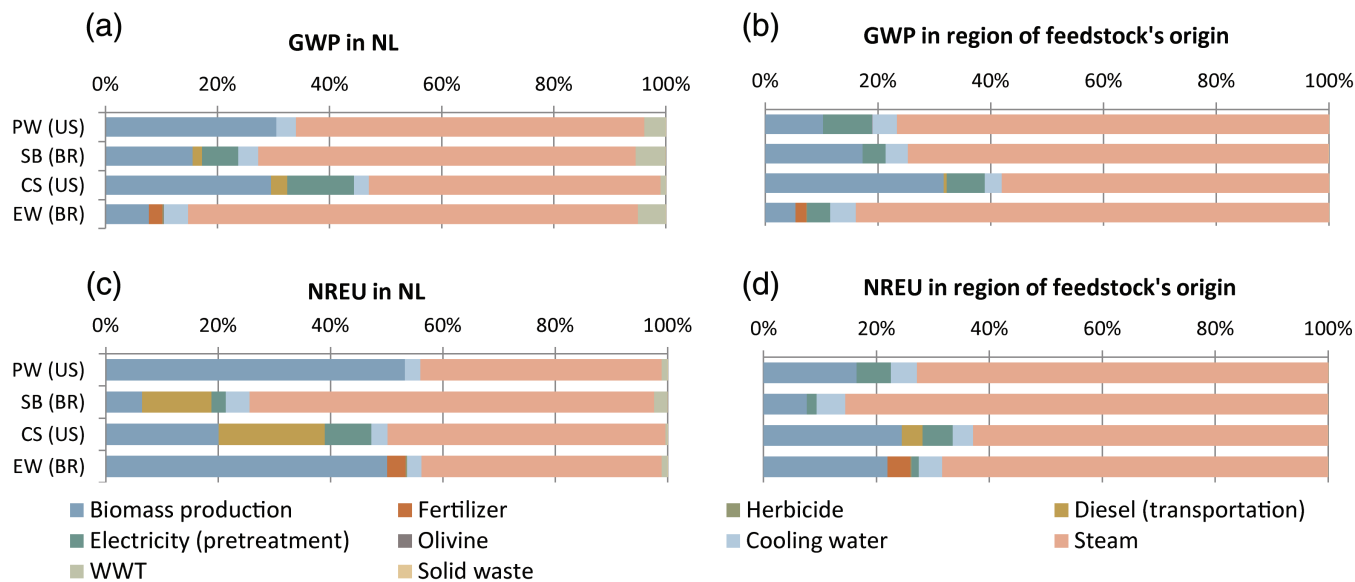 (a)
GWP in NL
0% 20% 40% 60% 80% 100%
PW (US)
SB (BR)
CS (US)
EW (BR)
(b)
GWP in region of feedstock's origin
0% 20% 40% 60% 80% 100%
(c)
NREU in NL
0% 20% 40% 60% 80% 100%
PW (US)
SB (BR)
CS (US)
EW (BR)
(d)
NREU in region of feedstock's origin
0% 20% 40% 60% 80% 100%
Biomass production Fertilizer Herbicide Diesel (transportation)
Electricity (pretreatment) Olivine Cooling water Steam
WWT Solid waste